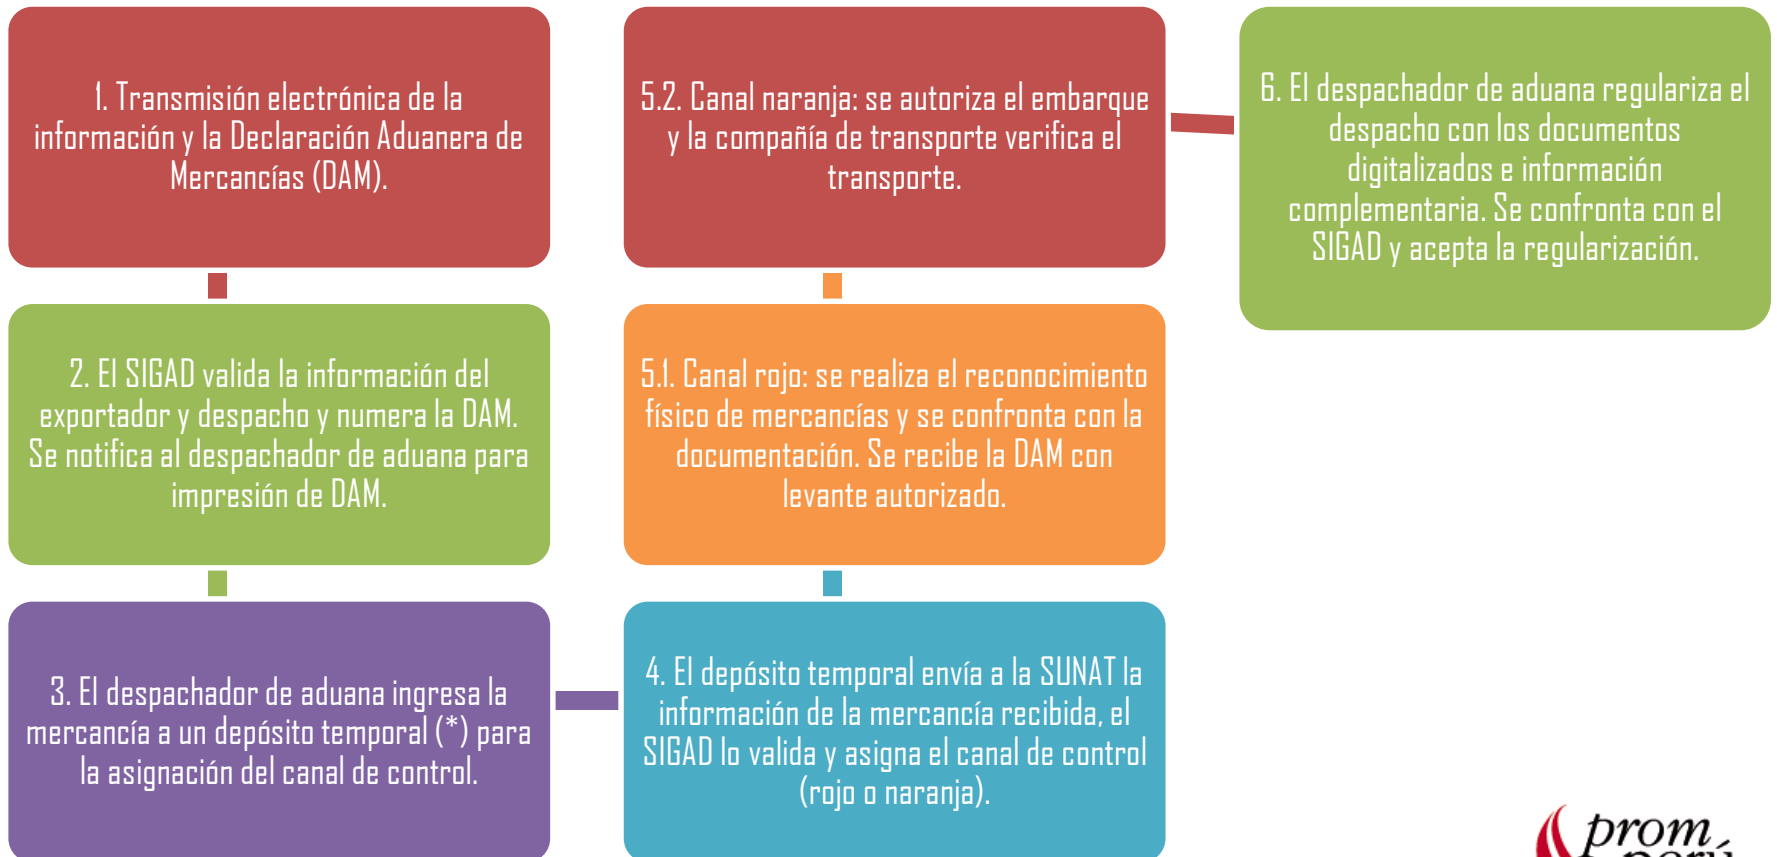 1. Transmisión electrónica de la
información y la Declaración Aduanera de
Mercancías (DAM).
2. El SIGAD valida la información del
exportador y despacho y numera la DAM.
Se notifica al despachador de aduana para
impresión de DAM.
3. El despachador de aduana ingresa la
mercancía a un depósito temporal (*) para
la asignación del canal de control.
4. El depósito temporal envía a la SUNAT la
información de la mercancía recibida, el
SIGAD lo valida y asigna el canal de control
(rojo o naranja).
5.1. Canal rojo: se realiza el reconocimiento
físico de mercancías y se confronta con la
documentación. Se recibe la DAM con
levante autorizado.
5.2. Canal naranja: se autoriza el embarque
y la compañía de transporte verifica el
transporte.
6. El despachador de aduana regulariza el
despacho con los documentos
digitalizados e información
complementaria. Se confronta con el
SIGAD y acepta la regularización.
prom
perú